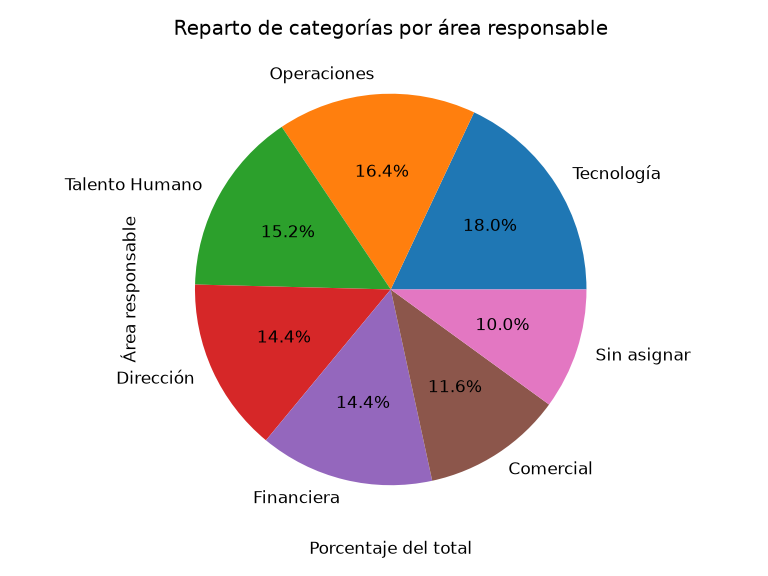 Reparto de categorías por área responsable
Operaciones
Tecnología
Talento Humano
16.4%
18.0%
15.2%
Área responsable
10.0%
14.4%
Sin asignar
Dirección
11.6%
14.4%
Comercial
Financiera
Porcentaje del total